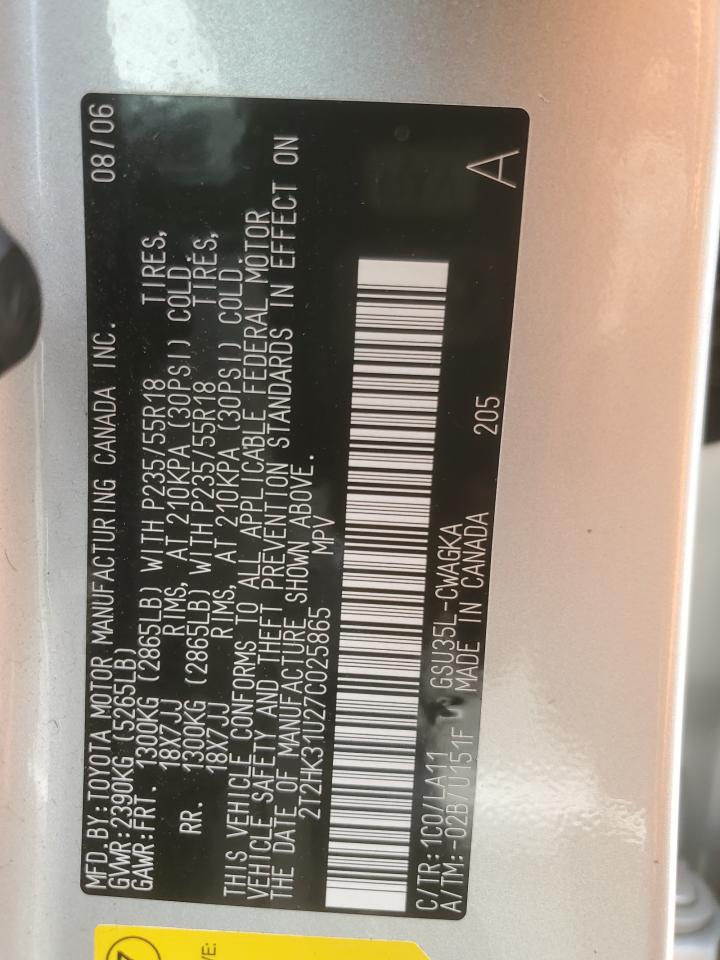 MFD.BY:TOYOTA MOTOR MANUFACTURING CANADA INC. 08/06
GVWR:2390KG (5265LB)
GAWR:FRT. 1300KG (2865LB) WITH P235/55R18 TIRES,
18X7JJ RIMS, AT 210KPA (30PSI) COLD.
RR. 1300KG (2865LB) WITH P235/55R18 TIRES,
18X7JJ RIMS, AT 210KPA (30PSI) COLD.
THIS VEHICLE CONFORMS TO ALL APPLICABLE FEDERAL MOTOR
VEHICLE SAFETY AND THEFT PREVENTION STANDARDS IN EFFECT ON
THE DATE OF MANUFACTURE SHOWN ABOVE.
2T2HK31U27C025865 MPV
C/TR:1C0/LA11 GSU35L-CWAGKA 205
A/TM:-02B/U151F MADE IN CANADA A
7
VE: